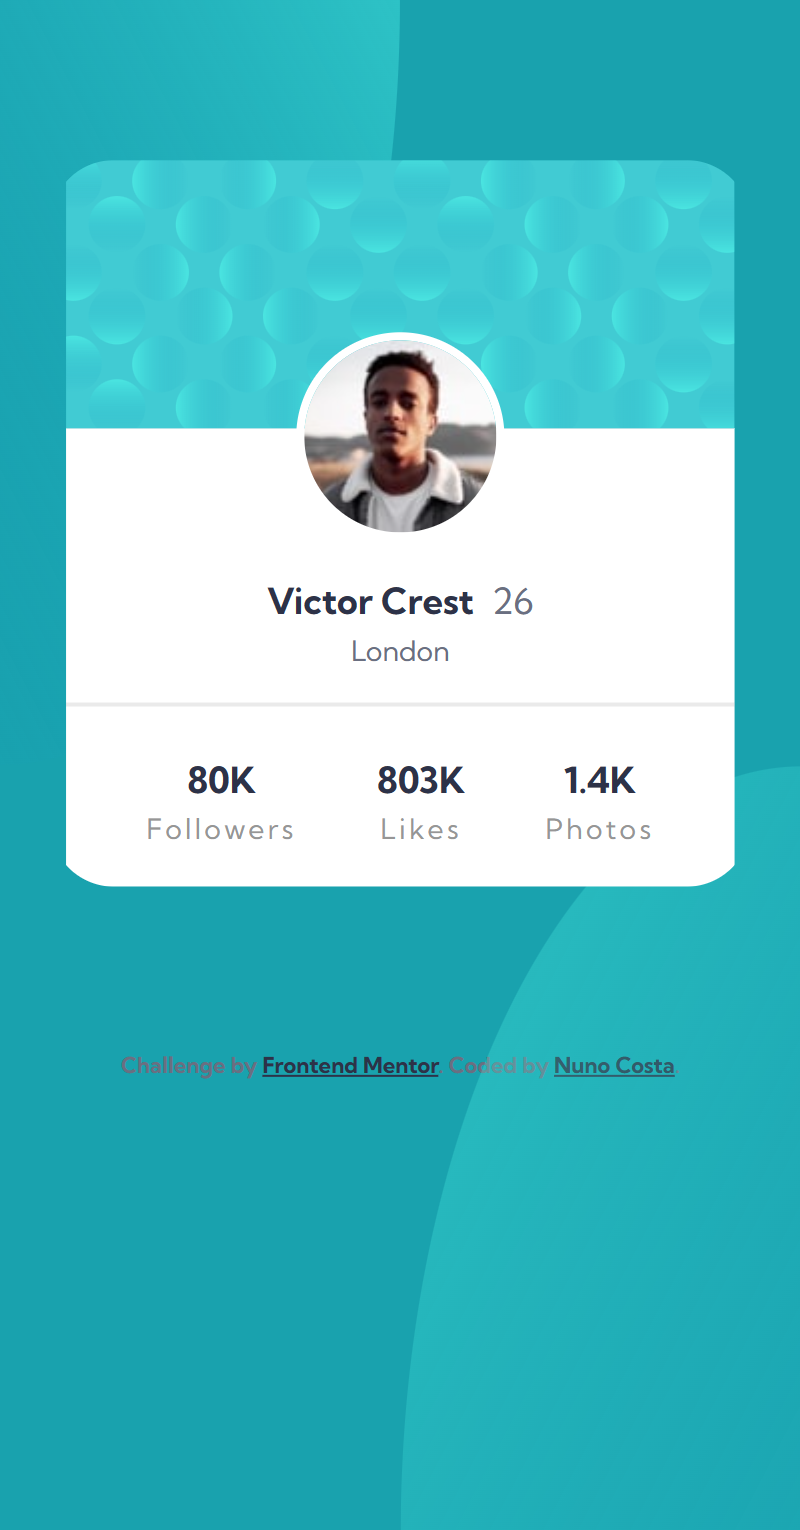 Victor Crest 26
London
80K 803K 1.4K
Followers Likes Photos
Challenge by Frontend Mentor. Coded by Nuno Costa.